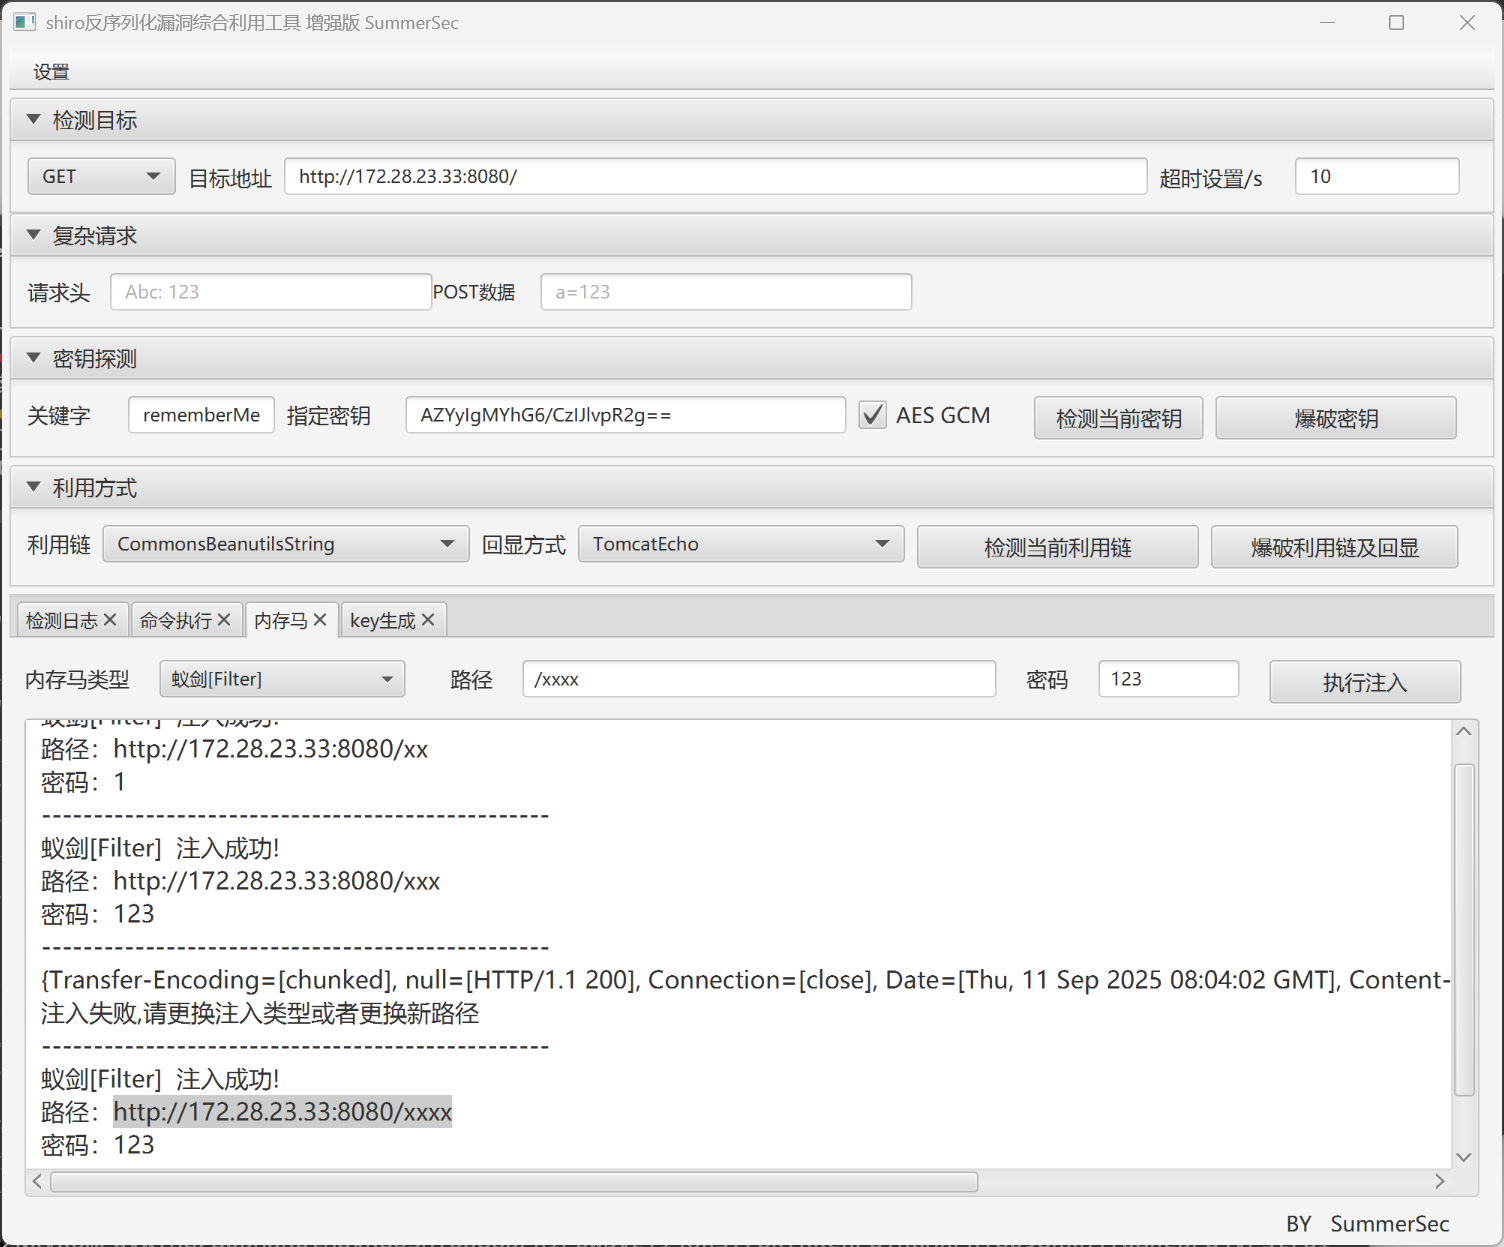 shiro反序列化漏洞综合利用工具 增强版 SummerSec
设置
检测目标
GET 目标地址 http://172.28.23.33:8080/ 超时设置/s 10
复杂请求
请求头 Abc: 123 POST数据 a=123
密钥探测
关键字 rememberMe 指定密钥 AZYyIgMYhG6/CzIJlvpR2g== AES GCM 检测当前密钥 爆破密钥
利用方式
利用链 CommonsBeanutilsString 回显方式 TomcatEcho 检测当前利用链 爆破利用链及回显
检测日志 命令执行 内存马 key生成
内存马类型 蚁剑[Filter] 路径 /xxxx 密码 123 执行注入
蚁剑[Filter] 注入成功!
路径：http://172.28.23.33:8080/xx
密码：1
-----------------------------------------------
蚁剑[Filter] 注入成功!
路径：http://172.28.23.33:8080/xxx
密码：123
-----------------------------------------------
{Transfer-Encoding=[chunked], null=[HTTP/1.1 200], Connection=[close], Date=[Thu, 11 Sep 2025 08:04:02 GMT], Content-
注入失败,请更换注入类型或者更换新路径
-----------------------------------------------
蚁剑[Filter] 注入成功!
路径：http://172.28.23.33:8080/xxxx
密码：123
BY SummerSec